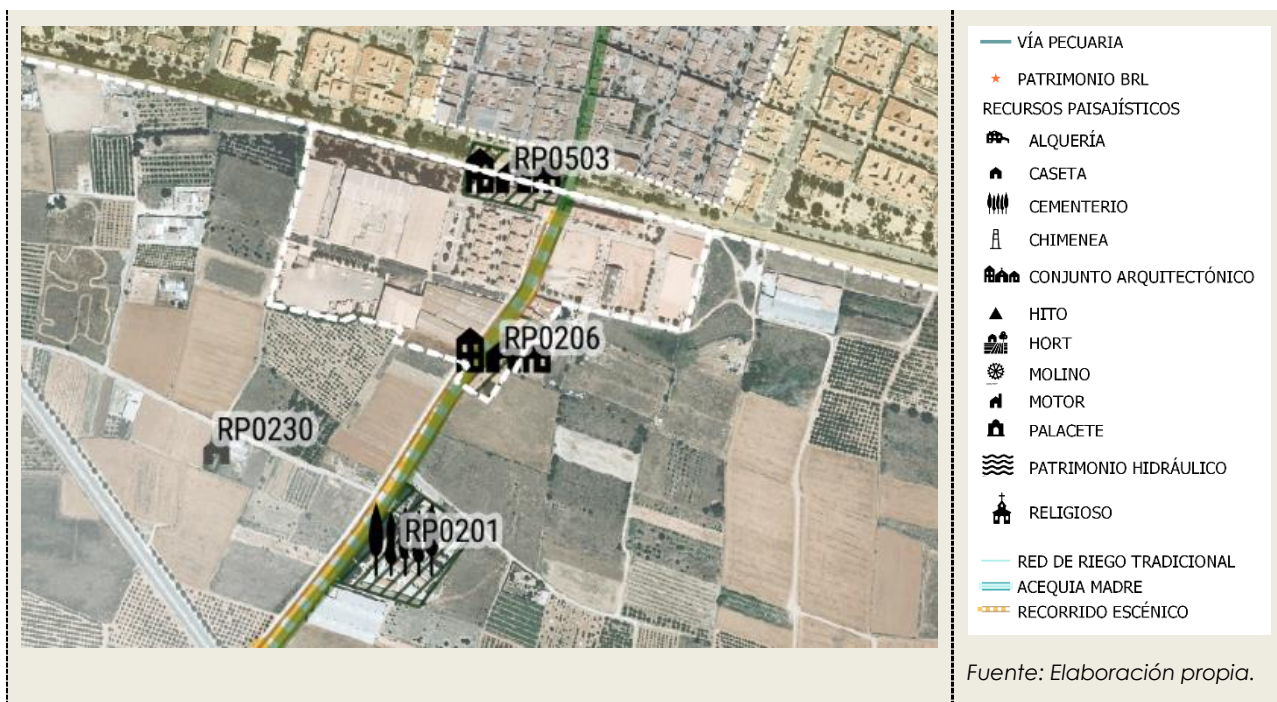 RP0503
RP0206
RP0230
RP0201
VÍA PECUARIA
PATRIMONIO BRL
RECURSOS PAISAJÍSTICOS
ALQUERÍA
CASETA
CEMENTERIO
CHIMENEA
CONJUNTO ARQUITECTÓNICO
HITO
HORT
MOLINO
MOTOR
PALACETE
PATRIMONIO HIDRÁULICO
RELIGIOSO
RED DE RIEGO TRADICIONAL
ACEQUIA MADRE
RECORRIDO ESCÉNICO
Fuente: Elaboración propia.